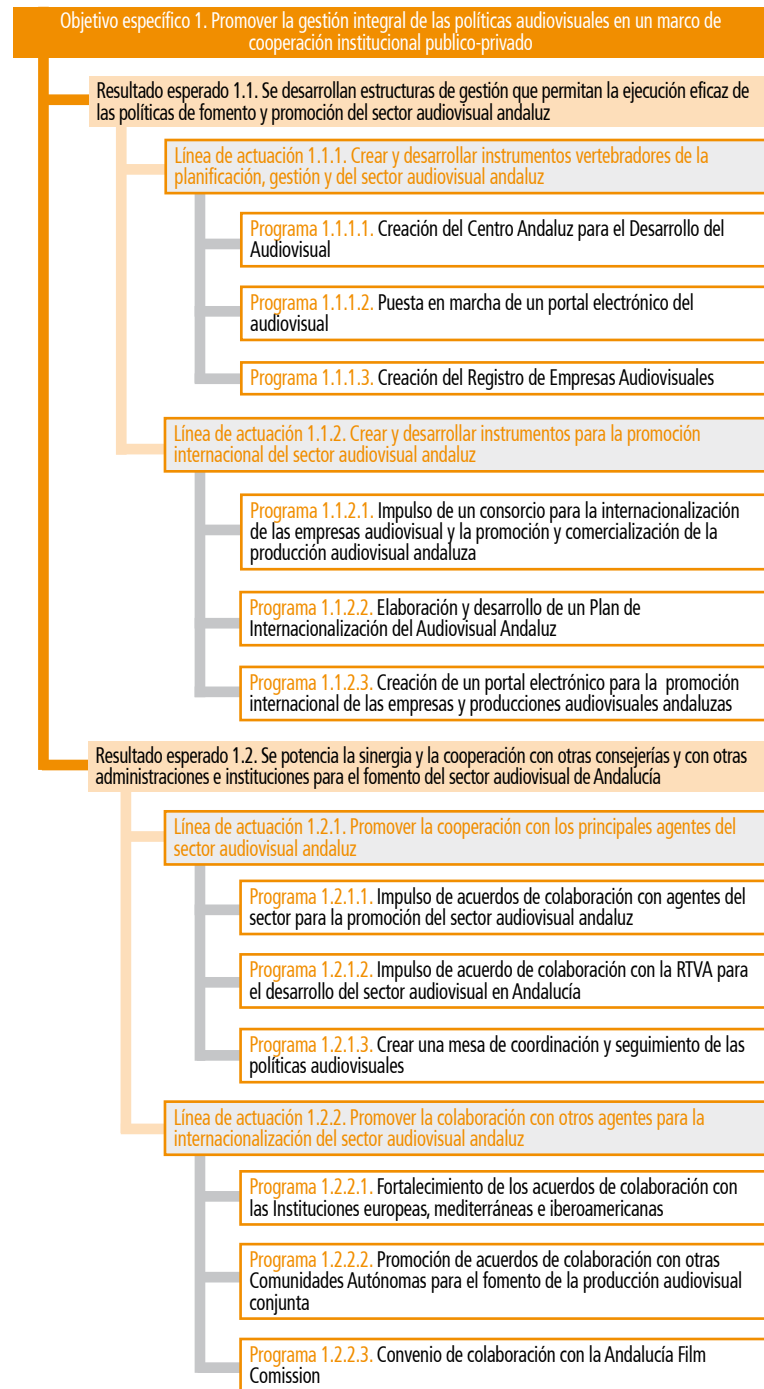 Objetivo específico 1. Promover la gestión integral de las políticas audiovisuales en un marco de
cooperación institucional publico-privado
Resultado esperado 1.1. Se desarrollan estructuras de gestión que permitan la ejecución eficaz de
las políticas de fomento y promoción del sector audiovisual andaluz
Línea de actuación 1.1.1. Crear y desarrollar instrumentos vertebradores de la
planificación, gestión y del sector audiovisual andaluz
Programa 1.1.1.1. Creación del Centro Andaluz para el Desarrollo del
Audiovisual
Programa 1.1.1.2. Puesta en marcha de un portal electrónico del
audiovisual
Programa 1.1.1.3. Creación del Registro de Empresas Audiovisuales
Línea de actuación 1.1.2. Crear y desarrollar instrumentos para la promoción
internacional del sector audiovisual andaluz
Programa 1.1.2.1. Impulso de un consorcio para la internacionalización
de las empresas audiovisual y la promoción y comercialización de la
producción audiovisual andaluza
Programa 1.1.2.2. Elaboración y desarrollo de un Plan de
Internacionalización del Audiovisual Andaluz
Programa 1.1.2.3. Creación de un portal electrónico para la promoción
internacional de las empresas y producciones audiovisuales andaluzas
Resultado esperado 1.2. Se potencia la sinergia y la cooperación con otras consejerías y con otras
administraciones e instituciones para el fomento del sector audiovisual de Andalucía
Línea de actuación 1.2.1. Promover la cooperación con los principales agentes del
sector audiovisual andaluz
Programa 1.2.1.1. Impulso de acuerdos de colaboración con agentes del
sector para la promoción del sector audiovisual andaluz
Programa 1.2.1.2. Impulso de acuerdo de colaboración con la RTVA para
el desarrollo del sector audiovisual en Andalucía
Programa 1.2.1.3. Crear una mesa de coordinación y seguimiento de las
políticas audiovisuales
Línea de actuación 1.2.2. Promover la colaboración con otros agentes para la
internacionalización del sector audiovisual andaluz
Programa 1.2.2.1. Fortalecimiento de los acuerdos de colaboración con
las Instituciones europeas, mediterráneas e iberoamericanas
Programa 1.2.2.2. Promoción de acuerdos de colaboración con otras
Comunidades Autónomas para el fomento de la producción audiovisual
conjunta
Programa 1.2.2.3. Convenio de colaboración con la Andalucía Film
Comission